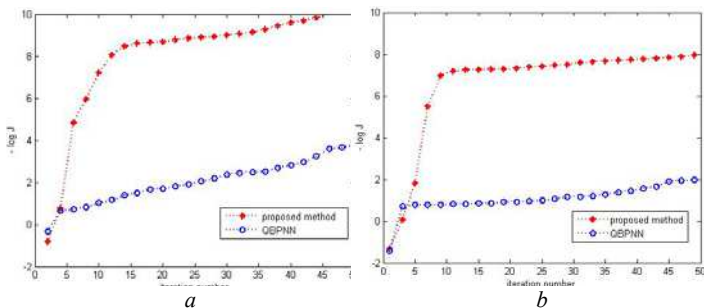 10
8
6
4
2
0
-2
- log J
0 5 10 15 20 25 30 35 40 45
proposed method
QBPNN
iteration number
a
10
8
6
4
2
0
-2
- log J
0 5 10 15 20 25 30 35 40 45 50
proposed method
QBPNN
iteration number
b